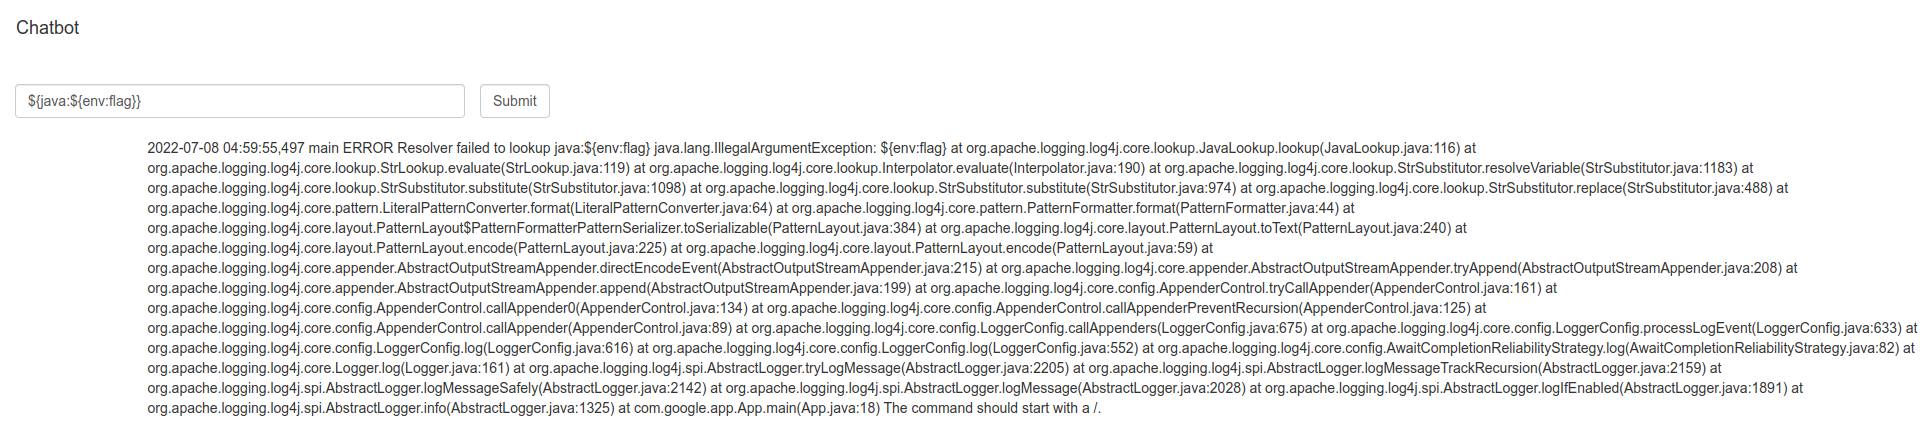 Chatbot
${java:${env:flag}}
Submit
2022-07-08 04:59:55,497 main ERROR Resolver failed to lookup java:${env:flag} java.lang.IllegalArgumentException: ${env:flag} at org.apache.logging.log4j.core.lookup.JavaLookup.lookup(JavaLookup.java:116) at
org.apache.logging.log4j.core.lookup.StrLookup.evaluate(StrLookup.java:119) at org.apache.logging.log4j.core.lookup.Interpolator.evaluate(Interpolator.java:190) at org.apache.logging.log4j.core.lookup.StrSubstitutor.resolveVariable(StrSubstitutor.java:1183) at
org.apache.logging.log4j.core.lookup.StrSubstitutor.substitute(StrSubstitutor.java:1098) at org.apache.logging.log4j.core.lookup.StrSubstitutor.substitute(StrSubstitutor.java:974) at org.apache.logging.log4j.core.lookup.StrSubstitutor.replace(StrSubstitutor.java:488) at
org.apache.logging.log4j.core.pattern.LiteralPatternConverter.format(LiteralPatternConverter.java:64) at org.apache.logging.log4j.core.pattern.PatternFormatter.format(PatternFormatter.java:44) at
org.apache.logging.log4j.core.layout.PatternLayout$PatternFormatterPatternSerializer.toSerializable(PatternLayout.java:384) at org.apache.logging.log4j.core.layout.PatternLayout.toText(PatternLayout.java:240) at
org.apache.logging.log4j.core.layout.PatternLayout.encode(PatternLayout.java:225) at org.apache.logging.log4j.core.layout.PatternLayout.encode(PatternLayout.java:59) at
org.apache.logging.log4j.core.appender.AbstractOutputStreamAppender.directEncodeEvent(AbstractOutputStreamAppender.java:215) at org.apache.logging.log4j.core.appender.AbstractOutputStreamAppender.tryAppend(AbstractOutputStreamAppender.java:208) at
org.apache.logging.log4j.core.appender.AbstractOutputStreamAppender.append(AbstractOutputStreamAppender.java:199) at org.apache.logging.log4j.core.config.AppenderControl.tryCallAppender(AppenderControl.java:161) at
org.apache.logging.log4j.core.config.AppenderControl.callAppender0(AppenderControl.java:134) at org.apache.logging.log4j.core.config.AppenderControl.callAppenderPreventRecursion(AppenderControl.java:125) at
org.apache.logging.log4j.core.config.AppenderControl.callAppender(AppenderControl.java:89) at org.apache.logging.log4j.core.config.LoggerConfig.callAppenders(LoggerConfig.java:675) at org.apache.logging.log4j.core.config.LoggerConfig.processLogEvent(LoggerConfig.java:633) at
org.apache.logging.log4j.core.config.LoggerConfig.log(LoggerConfig.java:616) at org.apache.logging.log4j.core.config.LoggerConfig.log(LoggerConfig.java:552) at org.apache.logging.log4j.core.config.AwaitCompletionReliabilityStrategy.log(AwaitCompletionReliabilityStrategy.java:82) at
org.apache.logging.log4j.core.Logger.log(Logger.java:161) at org.apache.logging.log4j.spi.AbstractLogger.tryLogMessage(AbstractLogger.java:2205) at org.apache.logging.log4j.spi.AbstractLogger.logMessageTrackRecursion(AbstractLogger.java:2159) at
org.apache.logging.log4j.spi.AbstractLogger.logMessageSafely(AbstractLogger.java:2142) at org.apache.logging.log4j.spi.AbstractLogger.logMessage(AbstractLogger.java:2028) at org.apache.logging.log4j.spi.AbstractLogger.logIfEnabled(AbstractLogger.java:1891) at
org.apache.logging.log4j.spi.AbstractLogger.info(AbstractLogger.java:1325) at com.google.app.App.main(App.java:18) The command should start with a /.